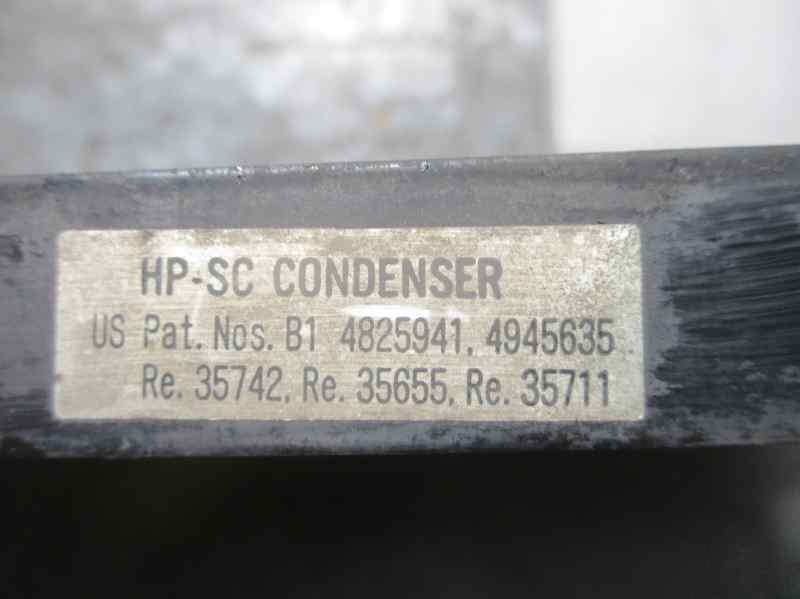 HP-SC CONDENSER
US Pat. Nos. B1 4825941, 4945635
Re. 35742, Re. 35655, Re. 35711